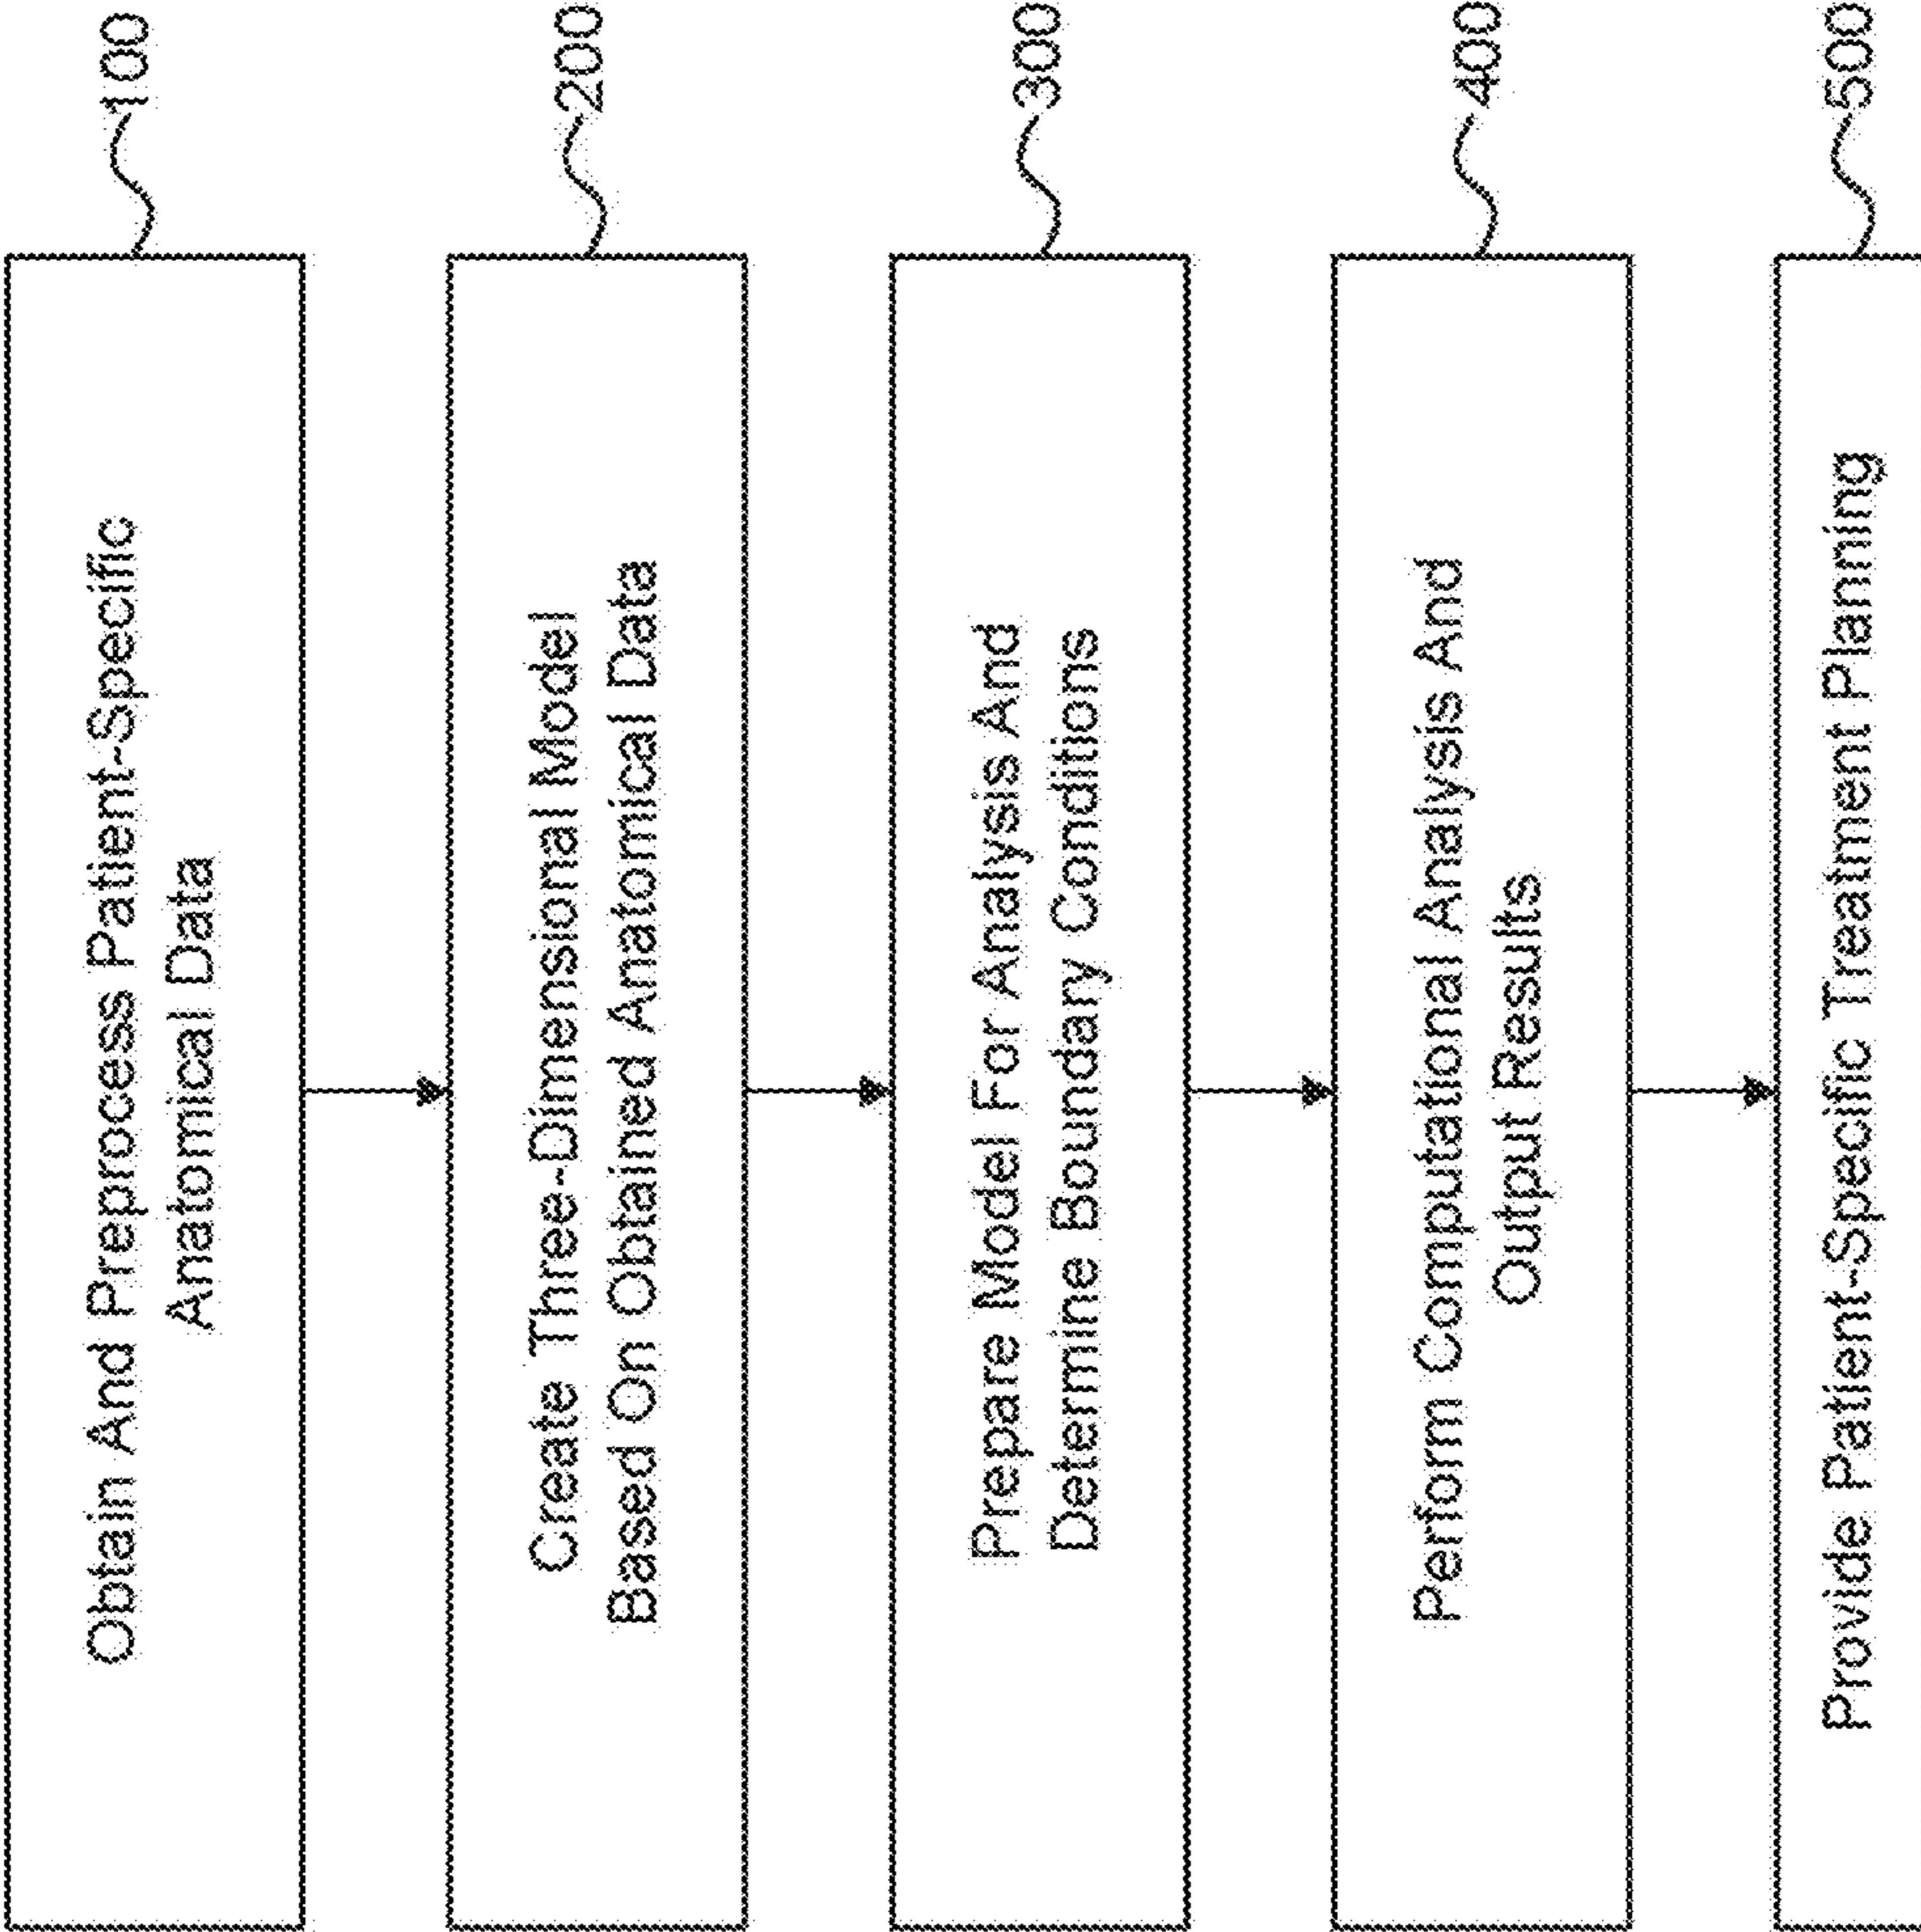 Obtain And Preprocess Patient-Specific
Anatomical Data
100
Create Three-Dimensional Model
Based On Obtained Anatomical Data
200
Prepare Model For Analysis And
Determine Boundary Conditions
300
Perform Computational Analysis And
Output Results
400
Provide Patient-Specific Treatment Planning
500